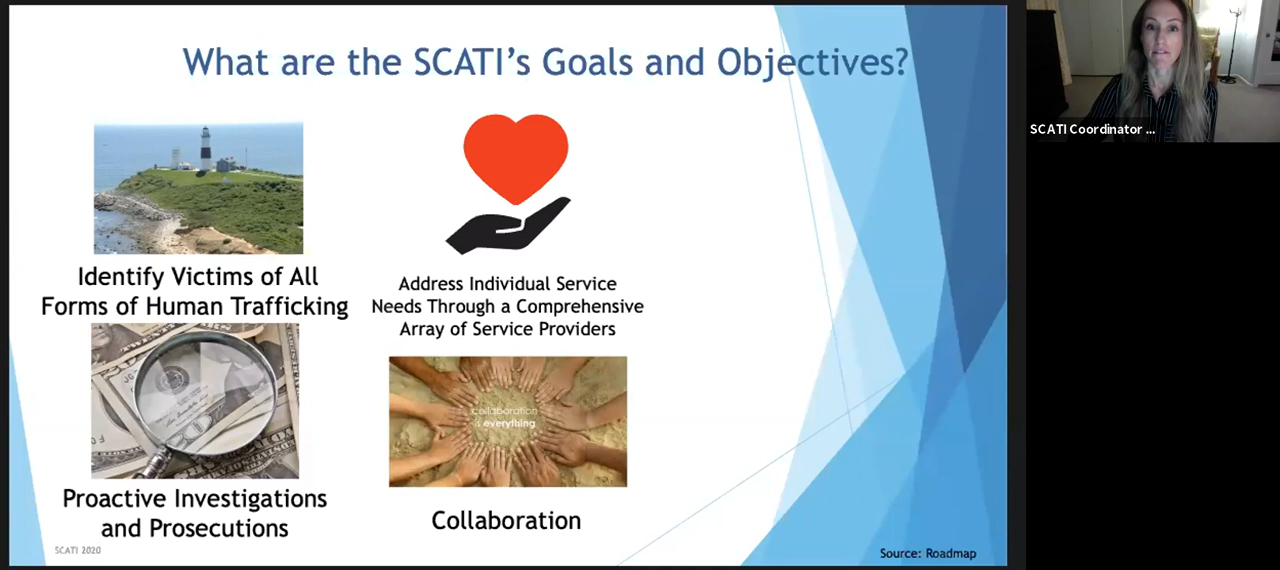 What are the SCATI's Goals and Objectives?
SCATI Coordinator ...
Identify Victims of All
Forms of Human Trafficking
Address Individual Service
Needs Through a Comprehensive
Array of Service Providers
collaboration
is everything
Proactive Investigations
and Prosecutions
Collaboration
SCATI 2020
Source: Roadmap